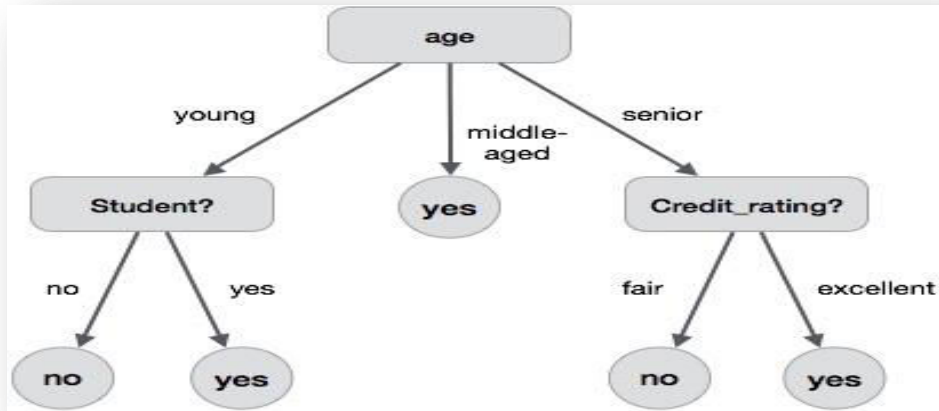 age
young
middle-
aged
senior
Student?
yes
Credit_rating?
no
yes
fair
excellent
no
yes
no
yes